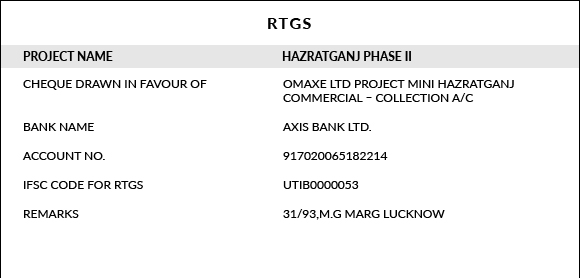 RTGS
PROJECT NAME HAZRATGANJ PHASE II
CHEQUE DRAWN IN FAVOUR OF OMAXE LTD PROJECT MINI HAZRATGANJ
COMMERCIAL – COLLECTION A/C
BANK NAME AXIS BANK LTD.
ACCOUNT NO. 917020065182214
IFSC CODE FOR RTGS UTIB0000053
REMARKS 31/93,M.G MARG LUCKNOW